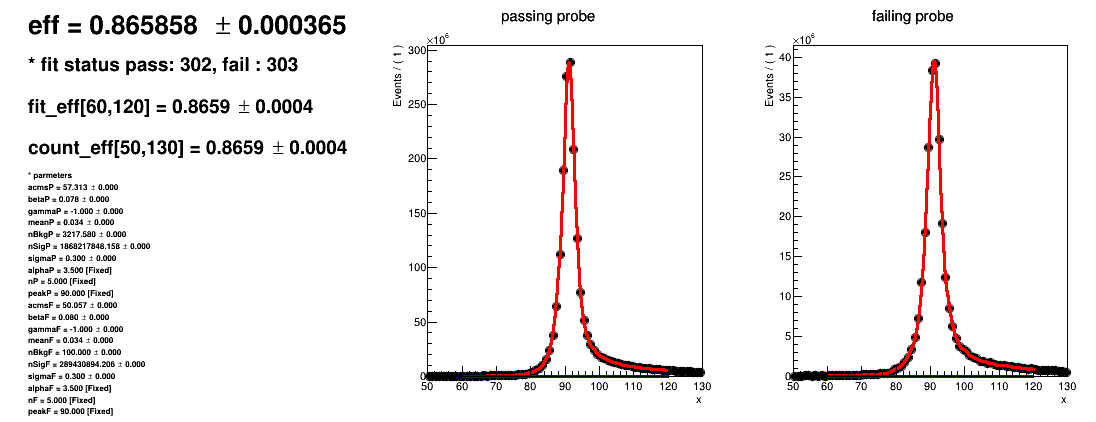 eff = 0.865858 ± 0.000365
* fit status pass: 302, fail : 303
fit_eff[60,120] = 0.8659 ± 0.0004
count_eff[50,130] = 0.8659 ± 0.0004
* parmeters
acmsP = 57.313 ± 0.000
betaP = 0.078 ± 0.000
gammaP = -1.000 ± 0.000
meanP = 0.034 ± 0.000
nBkgP = 3217.580 ± 0.000
nSigP = 1868217848.158 ± 0.000
sigmaP = 0.300 ± 0.000
alphaP = 3.500 [Fixed]
nP = 5.000 [Fixed]
peakP = 90.000 [Fixed]
acmsF = 50.057 ± 0.000
betaF = 0.080 ± 0.000
gammaF = -1.000 ± 0.000
meanF = 0.034 ± 0.000
nBkgF = 100.000 ± 0.000
nSigF = 289430894.206 ± 0.000
sigmaF = 0.300 ± 0.000
alphaF = 3.500 [Fixed]
nF = 5.000 [Fixed]
peakF = 90.000 [Fixed]
passing probe
×10⁶
Events / ( 1 )
300
250
200
150
100
50
0
50 60 70 80 90 100 110 120 130
x
failing probe
×10⁶
Events / ( 1 )
40
35
30
25
20
15
10
5
0
50 60 70 80 90 100 110 120 130
x